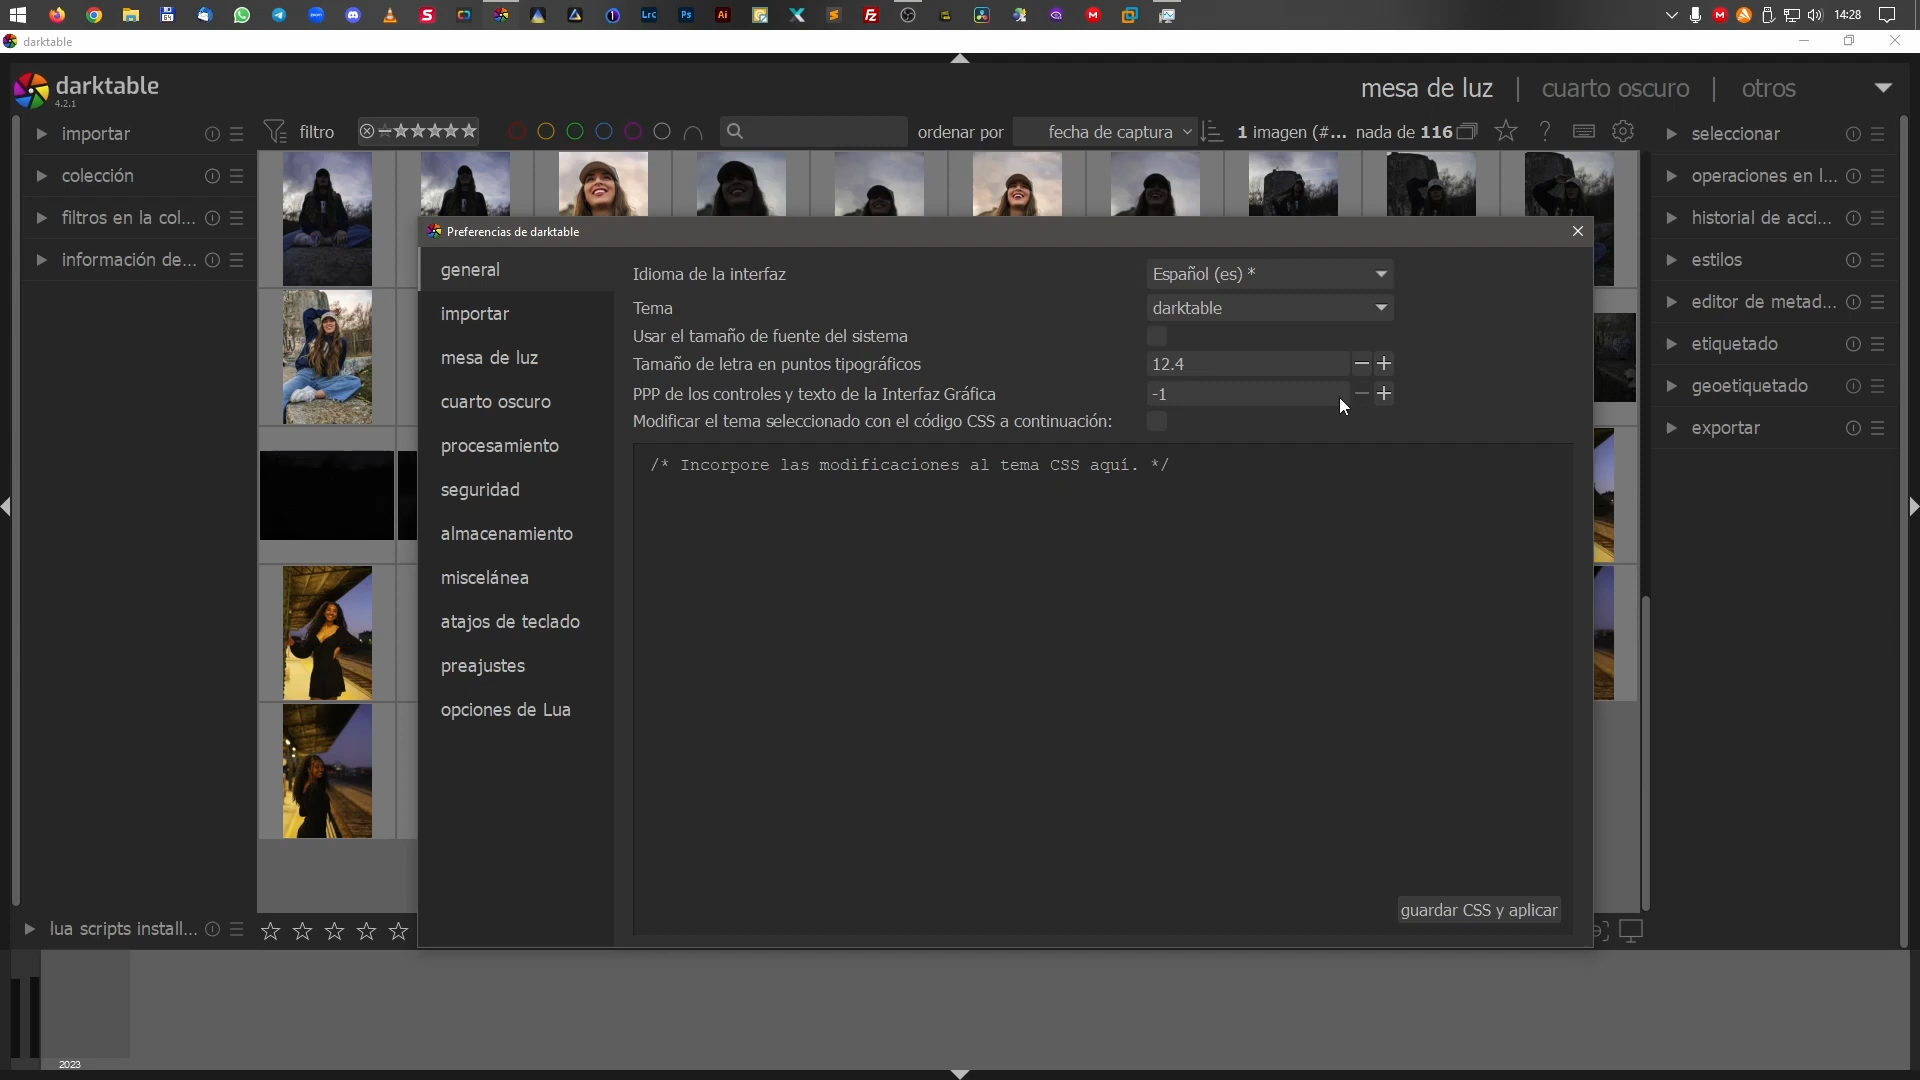 Lrc Ps Ai Fz 14:28
darktable
darktable
4.2.1
mesa de luz | cuarto oscuro | otros
importar
filtro
ordenar por
fecha de captura
1 imagen (#... nada de 116
seleccionar
colección
operaciones en l...
filtros en la col...
historial de acci...
información de...
estilos
editor de metad...
etiquetado
geoetiquetado
exportar
Preferencias de darktable
general
importar
mesa de luz
cuarto oscuro
procesamiento
seguridad
almacenamiento
miscelánea
atajos de teclado
preajustes
opciones de Lua
Idioma de la interfaz
Español (es) *
Tema
darktable
Usar el tamaño de fuente del sistema
Tamaño de letra en puntos tipográficos
12.4
PPP de los controles y texto de la Interfaz Gráfica
-1
Modificar el tema seleccionado con el código CSS a continuación:
/* Incorpore las modificaciones al tema CSS aquí. */
guardar CSS y aplicar
lua scripts install...
2023